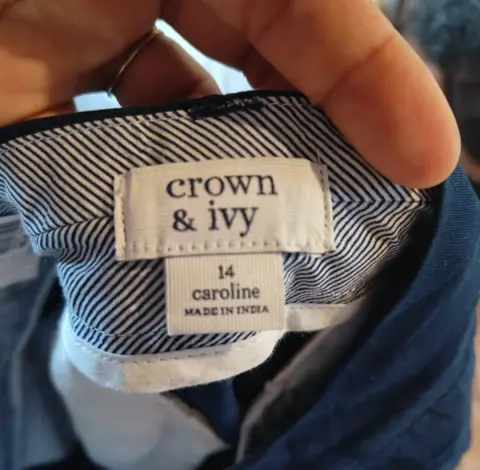 crown
& ivy
14
caroline
MADE IN INDIA